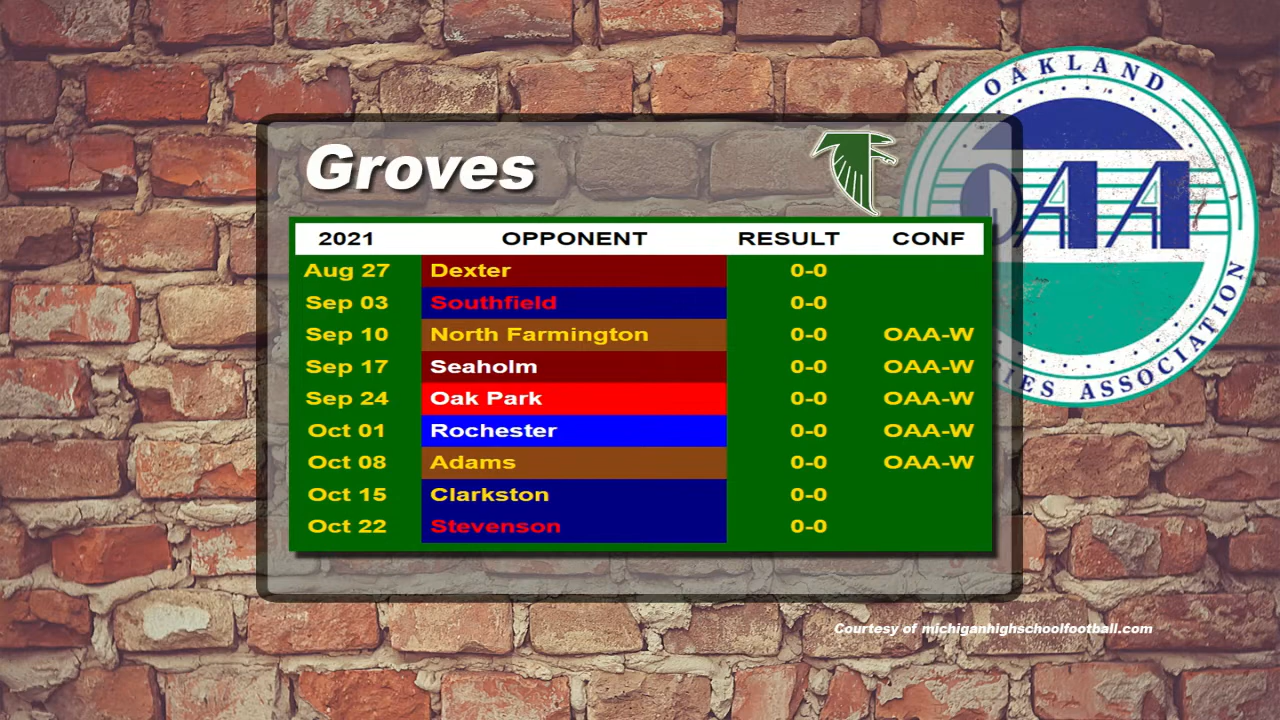 Groves
OAKLAND
OAA
TIES ASSOCIATION
2021 OPPONENT RESULT CONF
Aug 27 Dexter 0-0
Sep 03 Southfield 0-0
Sep 10 North Farmington 0-0 OAA-W
Sep 17 Seaholm 0-0 OAA-W
Sep 24 Oak Park 0-0 OAA-W
Oct 01 Rochester 0-0 OAA-W
Oct 08 Adams 0-0 OAA-W
Oct 15 Clarkston 0-0
Oct 22 Stevenson 0-0
Courtesy of michiganhighschoolfootball.com